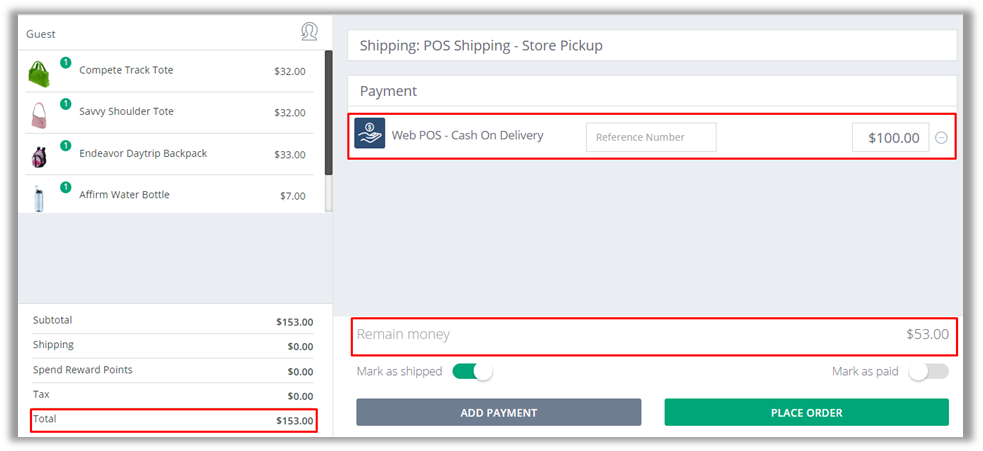 Guest
1 Compete Track Tote $32.00
1 Savvy Shoulder Tote $32.00
1 Endeavor Daytrip Backpack $33.00
1 Affirm Water Bottle $7.00
Subtotal $153.00
Shipping $0.00
Spend Reward Points $0.00
Tax $0.00
Total $153.00
Shipping: POS Shipping - Store Pickup
Payment
Web POS - Cash On Delivery Reference Number $100.00
Remain money $53.00
Mark as shipped Mark as paid
ADD PAYMENT PLACE ORDER